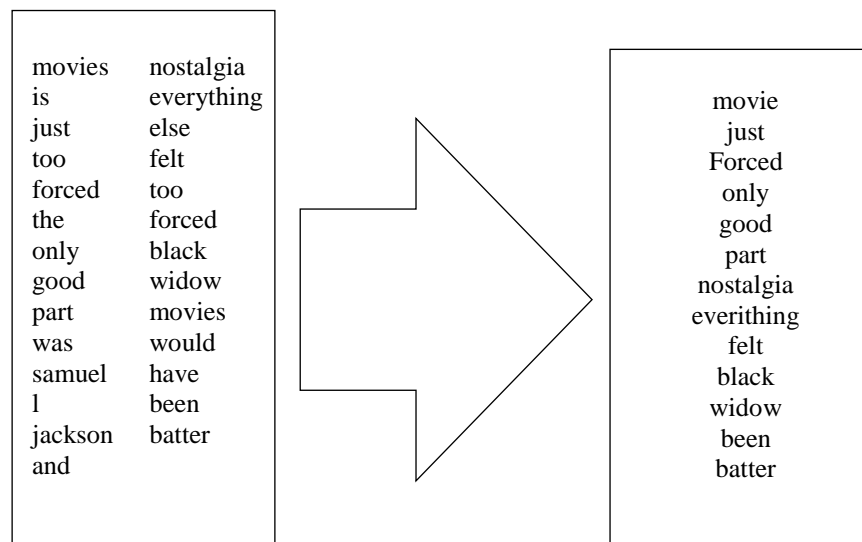 movies nostalgia
is everything
just else
too felt
forced too
the forced
only black
good widow
part movies
was would
samuel have
l been
jackson batter
and
movie
just
Forced
only
good
part
nostalgia
everithing
felt
black
widow
been
batter